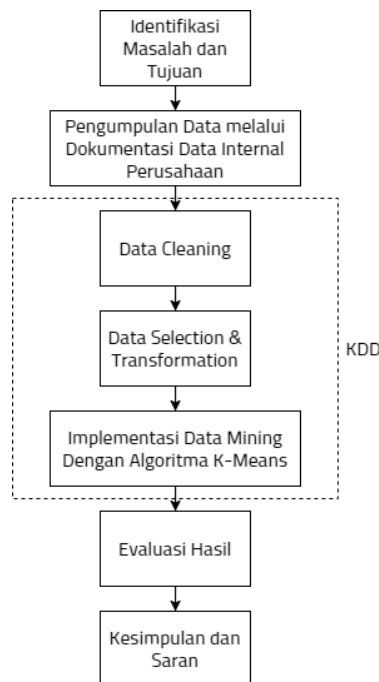 Identifikasi
Masalah dan
Tujuan
Pengumpulan Data melalui
Dokumentasi Data Internal
Perusahaan
Data Cleaning
Data Selection &
Transformation
KDD
Implementasi Data Mining
Dengan Algoritma K-Means
Evaluasi Hasil
Kesimpulan dan
Saran